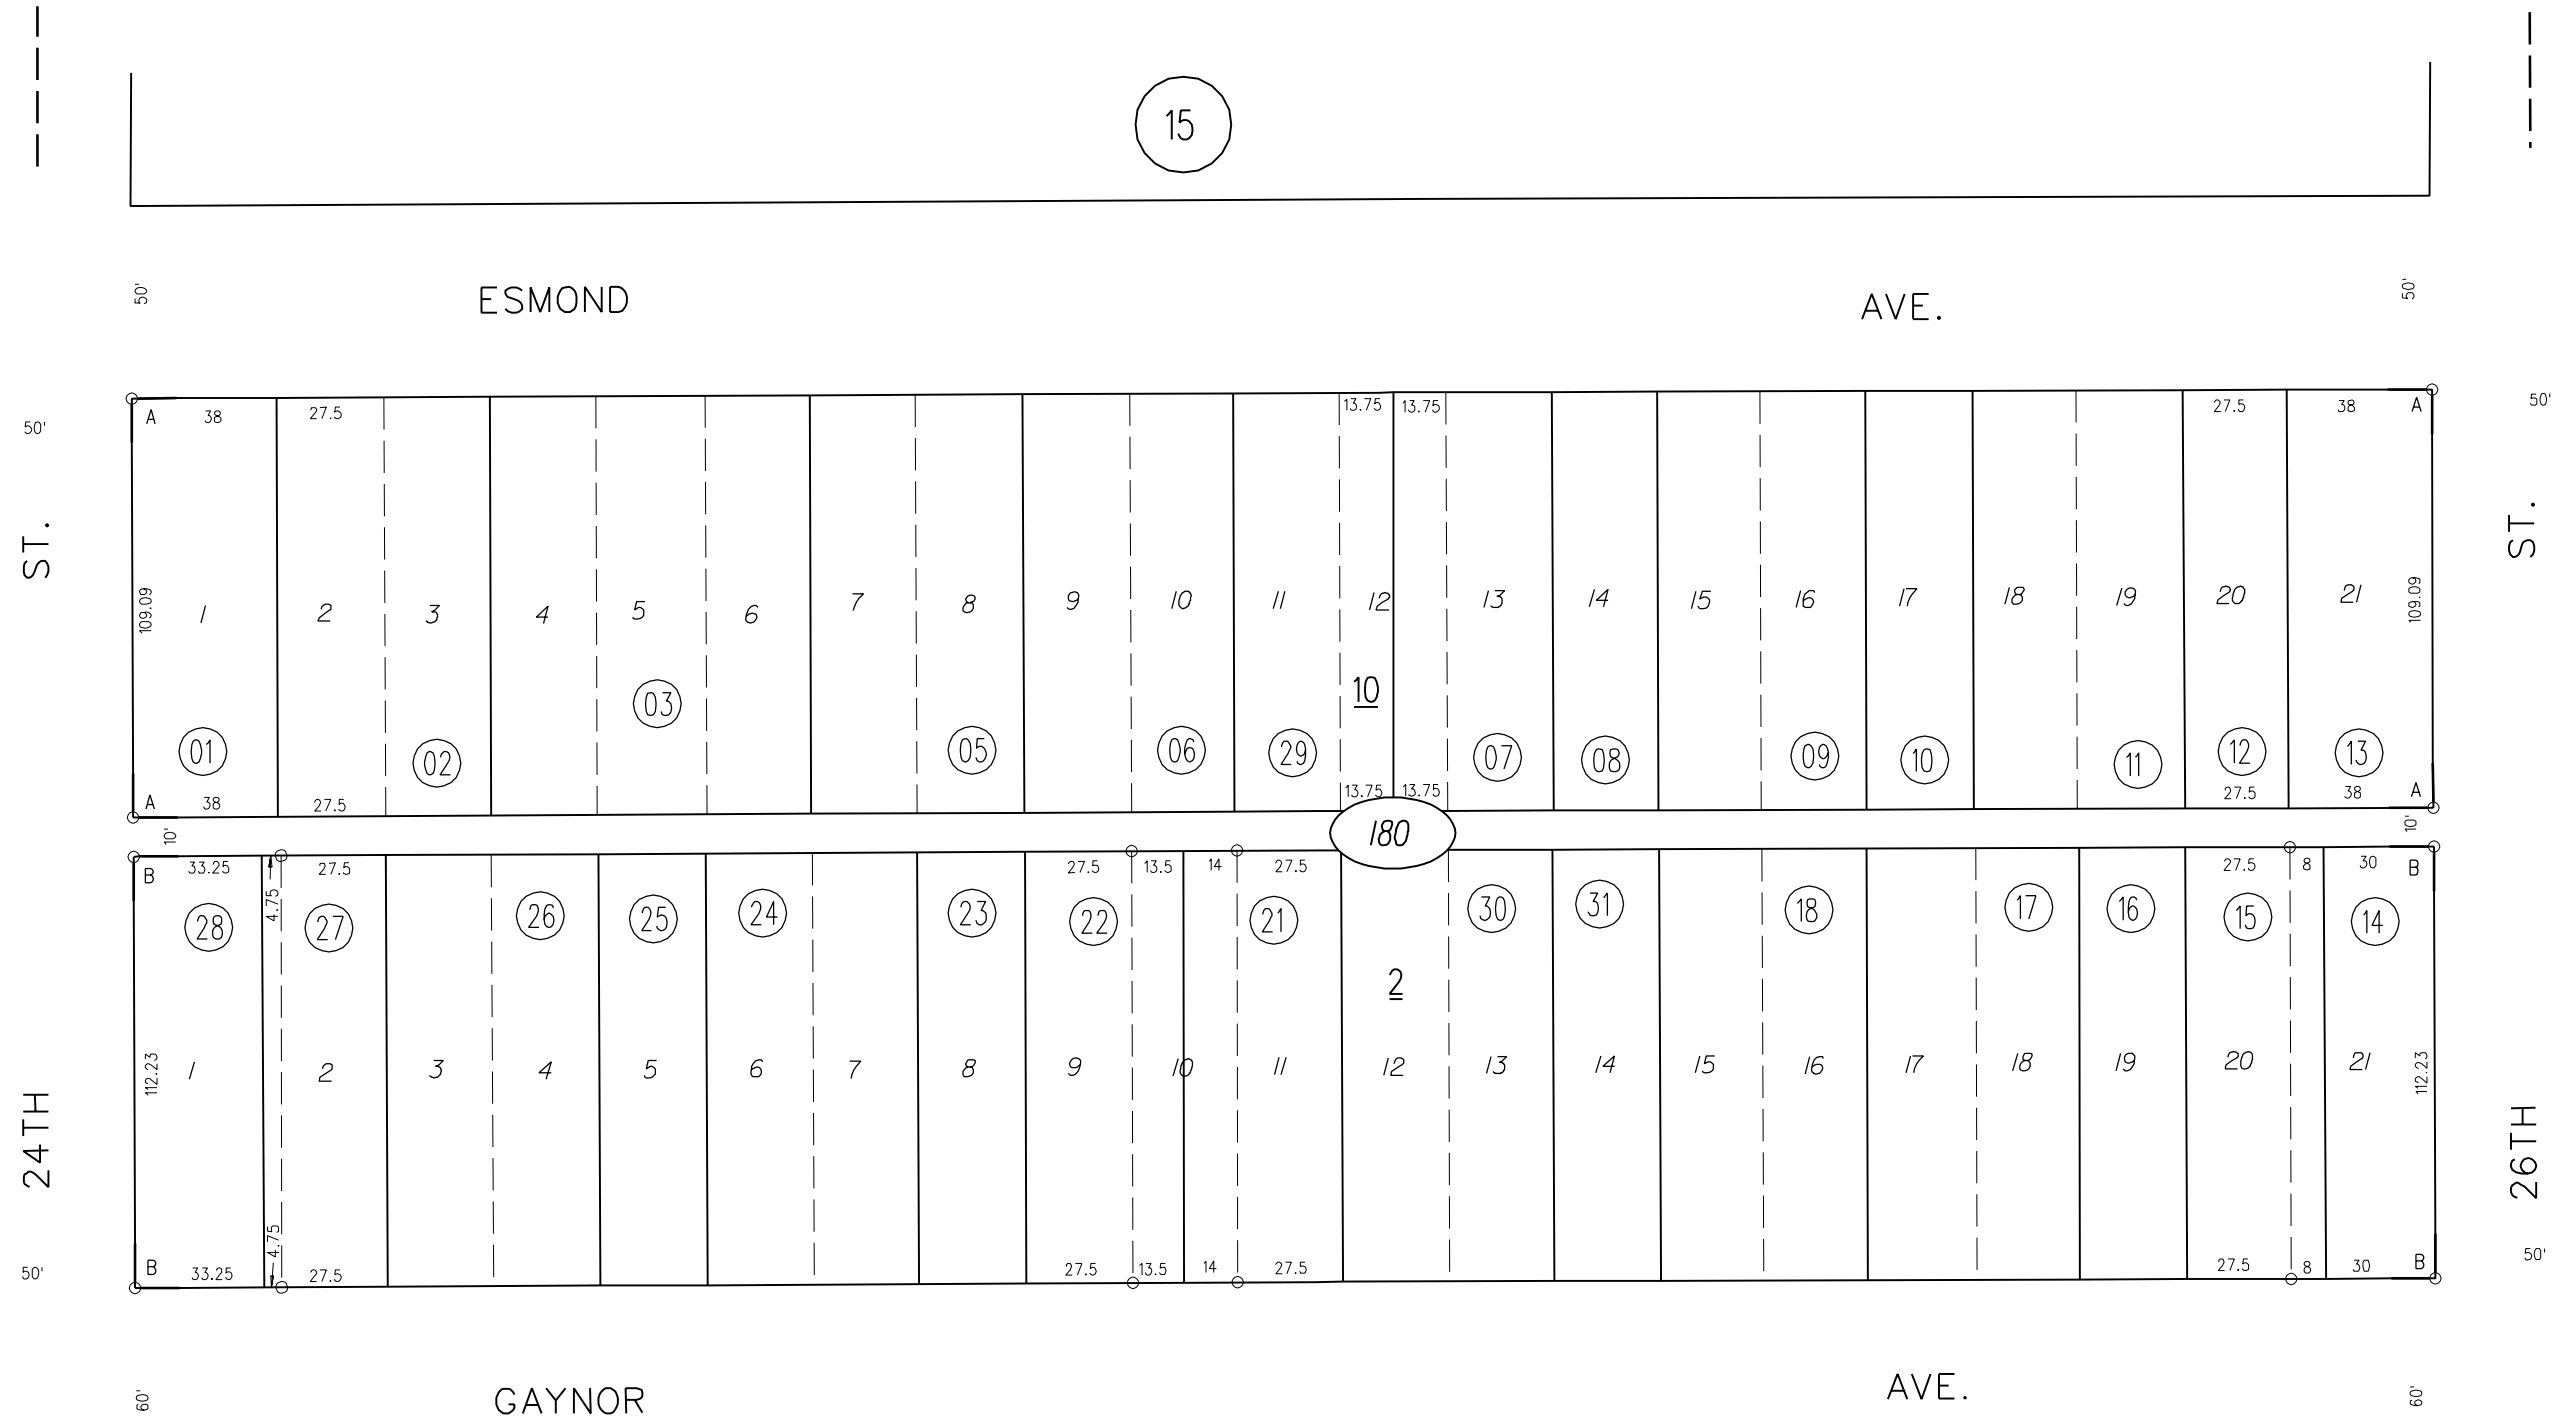 15
50' 50'
ESMOND AVE.
50' A 38 27.5 13.75 13.75 27.5 38 A 50'
ST. ST.
109.09 1 2 3 4 5 6 7 8 9 10 11 12 13 14 15 16 17 18 19 20 21 109.09
10
01 02 03 05 06 29 07 08 09 10 11 12 13
A 38 27.5 13.75 13.75 27.5 38 A
10' 180 10'
B 33.25 4.75 27.5 27.5 13.5 14 27.5 27.5 8 30 B
28 27 26 25 24 23 22 21 30 31 18 17 16 15 14
2
112.23 1 2 3 4 5 6 7 8 9 10 11 12 13 14 15 16 17 18 19 20 21 112.23
24TH 26TH
50' B 33.25 4.75 27.5 27.5 13.5 14 27.5 27.5 8 30 B 50'
60' GAYNOR AVE. 60'